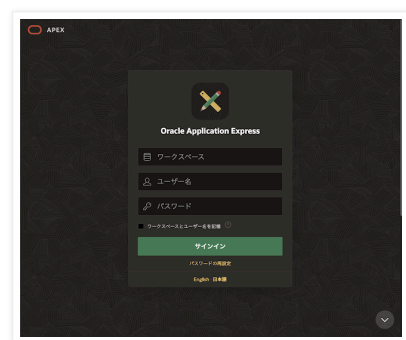 APEX
Oracle Application Express
ワークスペース
ユーザー名
パスワード
ワークスペースとユーザー名を記憶
サインイン
パスワードの再設定
English 日本語